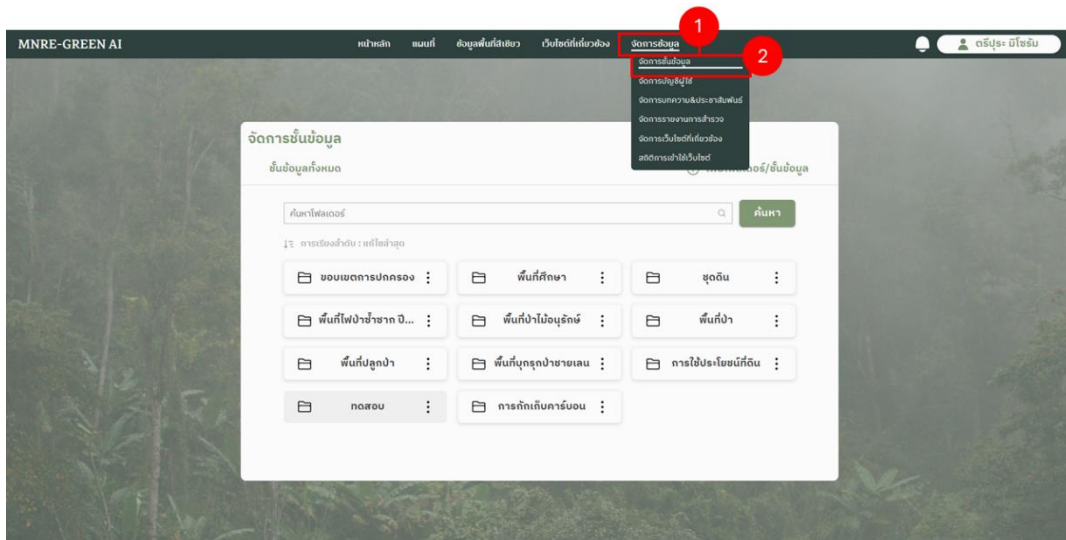 1
MNRE-GREEN AI หน้าหลัก แผนที่ ข้อมูลพื้นที่สีเขียว เว็บไซต์ที่เกี่ยวข้อง จัดการข้อมูล ตรีปุระ มิโซรัม
2
จัดการชั้นข้อมูล
จัดการบัญชีผู้ใช้
จัดการบทความ&ประชาสัมพันธ์
จัดการรายงานการสำรวจ
จัดการเว็บไซต์ที่เกี่ยวข้อง
สถิติการเข้าใช้เว็บไซต์
จัดการชั้นข้อมูล
ชั้นข้อมูลทั้งหมด
ค้นหาโฟลเดอร์ ค้นหา
การเรียงลำดับ : แก้ไขล่าสุด
ขอบเขตการปกครอง พื้นที่ศึกษา ชุดดิน
พื้นที่ไฟป่าซ้ำซาก ปี... พื้นที่ป่าไม้อนุรักษ์ พื้นที่ป่า
พื้นที่ปลูกป่า พื้นที่บุกรุกป่าชายเลน การใช้ประโยชน์ที่ดิน
ทดสอบ การกักเก็บคาร์บอน